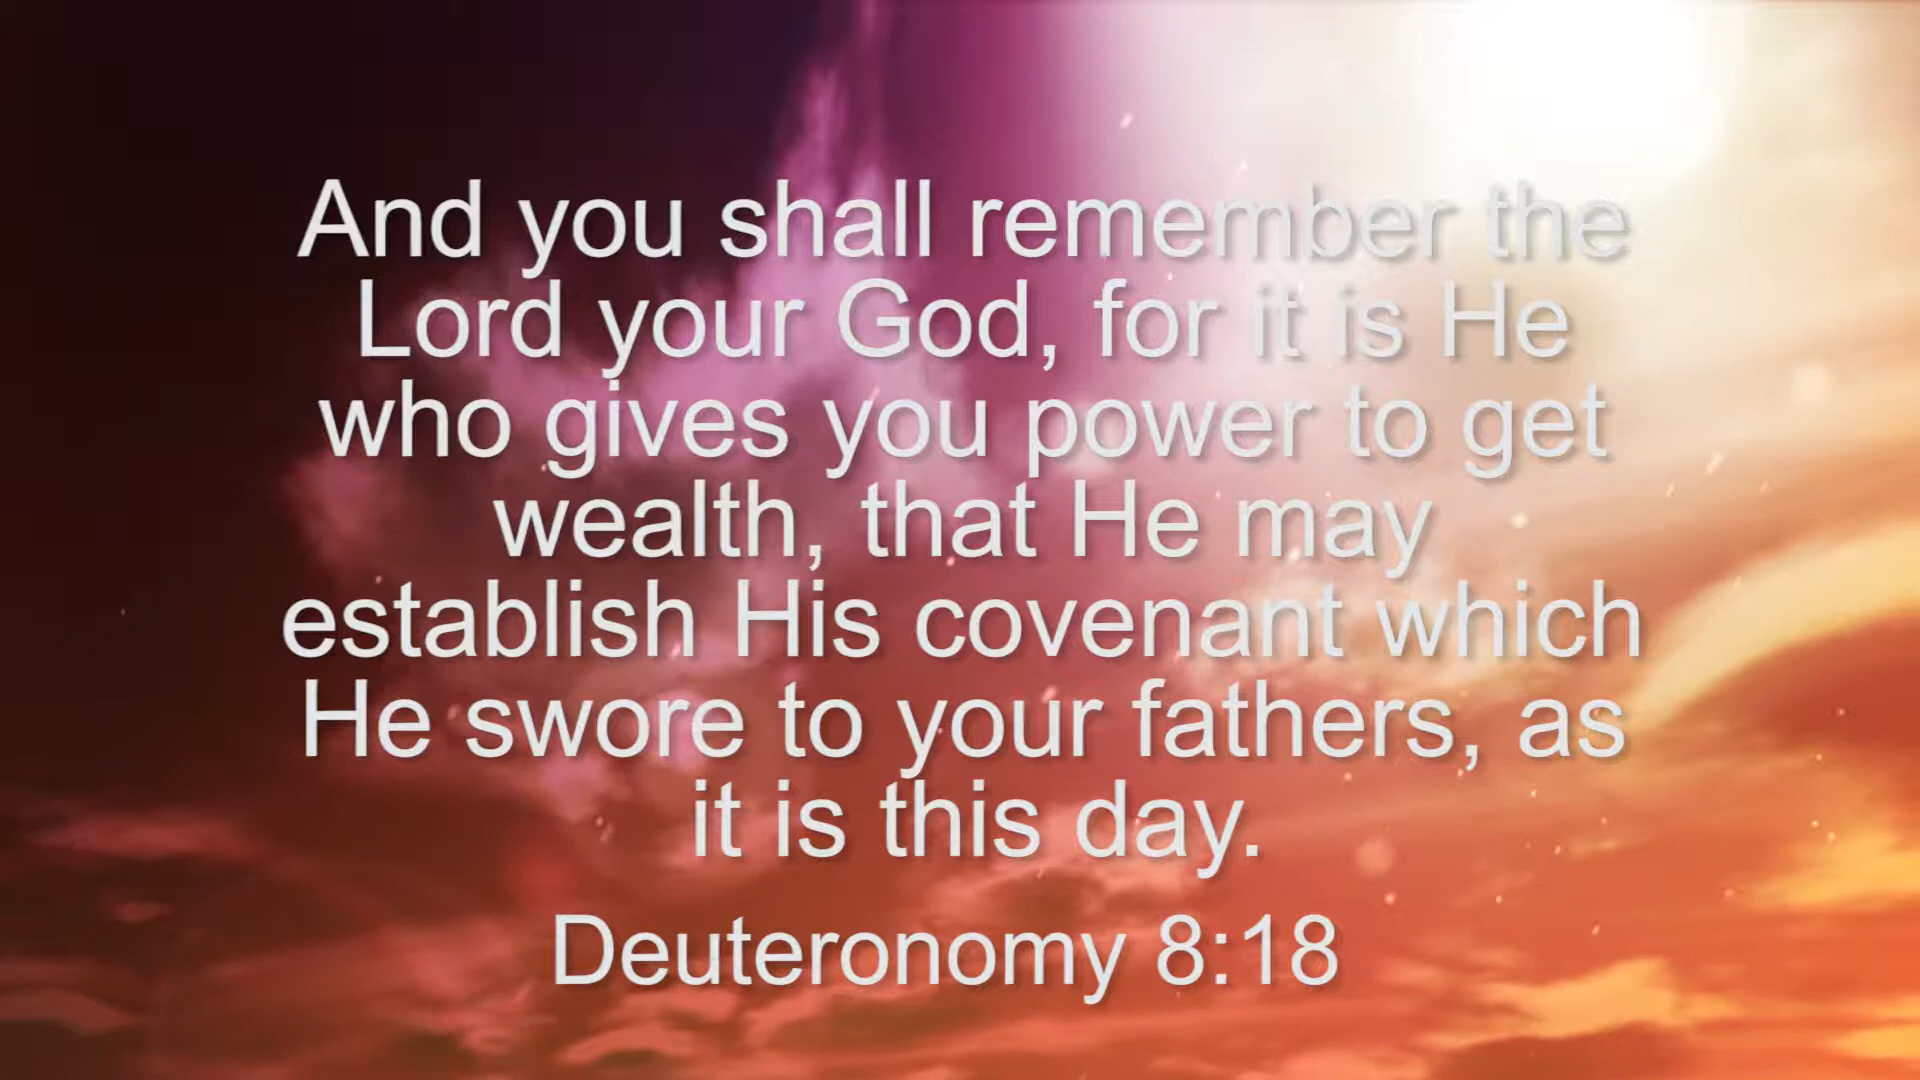 And you shall remember the
Lord your God, for it is He
who gives you power to get
wealth, that He may
establish His covenant which
He swore to your fathers, as
it is this day.
Deuteronomy 8:18